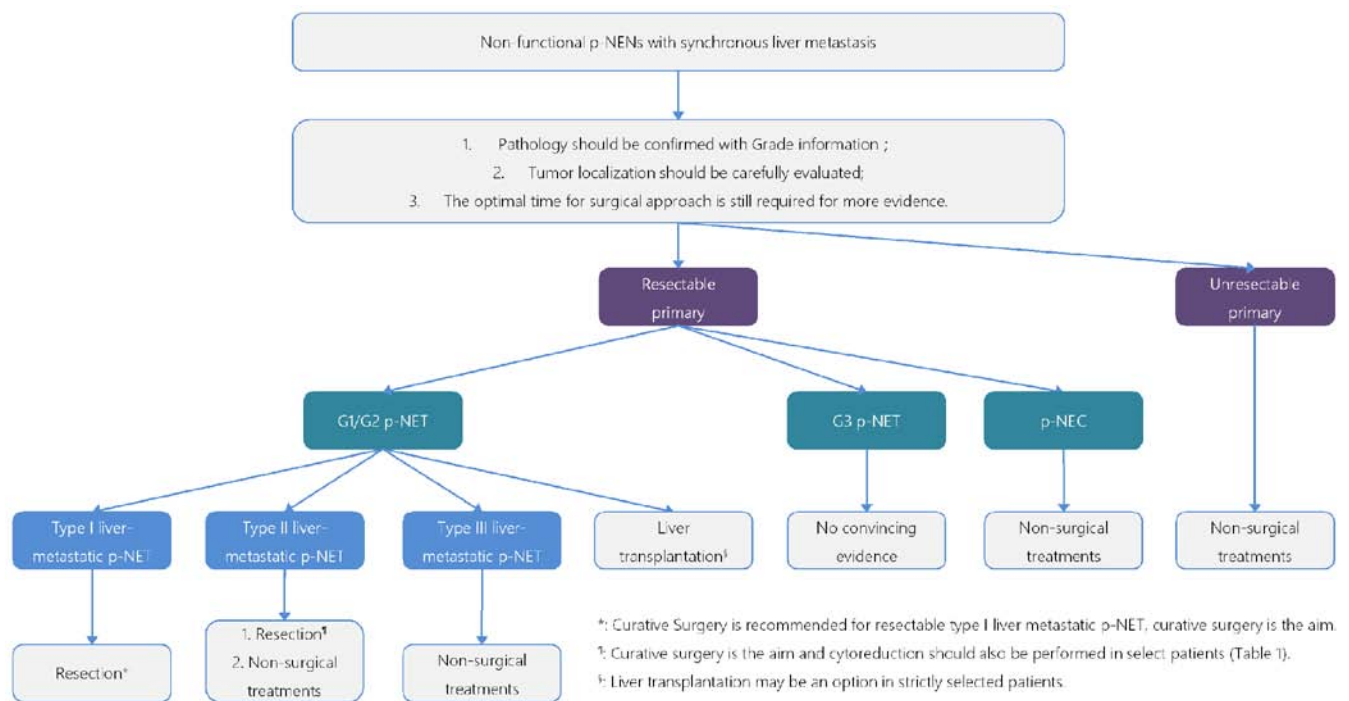 Non-functional p-NENs with synchronous liver metastasis
1. Pathology should be confirmed with Grade information ;
2. Tumor localization should be carefully evaluated;
3. The optimal time for surgical approach is still required for more evidence.
Resectable
primary
Unresectable
primary
G1/G2 p-NET
G3 p-NET
p-NEC
Type I liver-
metastatic p-NET
Type II liver-
metastatic p-NET
Type III liver-
metastatic p-NET
Liver
transplantation§
No convincing
evidence
Non-surgical
treatments
Non-surgical
treatments
Resection*
1. Resection¶
2. Non-surgical
treatments
Non-surgical
treatments
*: Curative Surgery is recommended for resectable type I liver metastatic p-NET, curative surgery is the aim.
¶: Curative surgery is the aim and cytoreduction should also be performed in select patients (Table 1).
§: Liver transplantation may be an option in strictly selected patients.